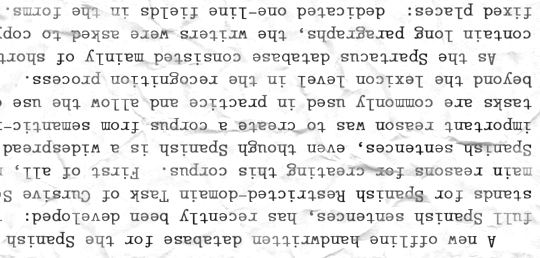 A new offline handwritten database for the Spanish
full Spanish sentences, has recently been developed:
stands for Spanish Restricted-domain Task of Cursive
main reasons for creating this corpus. First of all,
Spanish sentences, even though Spanish is a widespread
important reason was to create a corpus from semantic-
tasks are commonly used in practice and allow the use
beyond the lexicon level in the recognition process.
As the Spartacus database consisted mainly of short
contain long paragraphs, the writers were asked to copy
fixed places: dedicated one-line fields in the forms.